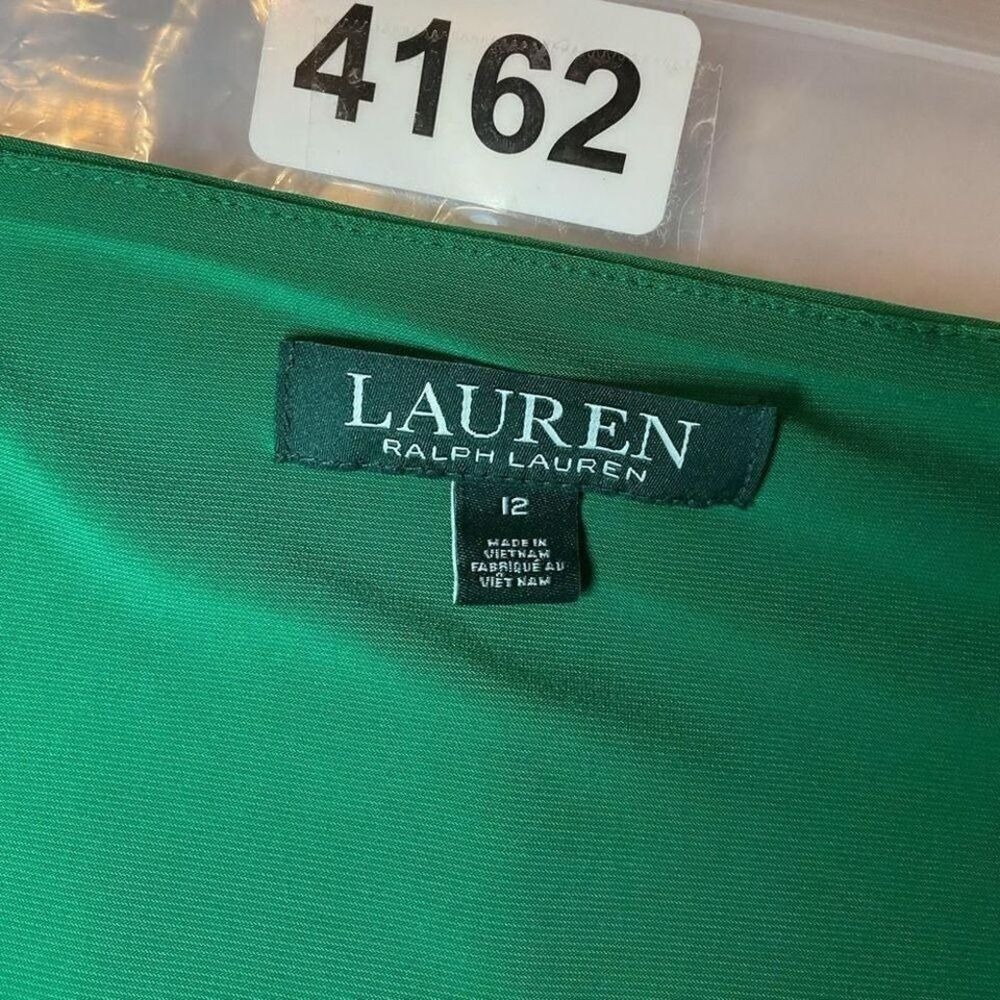 4162
LAUREN
RALPH LAUREN
12
MADE IN
VIETNAM
FABRIQUÉ AU
VIÊT NAM